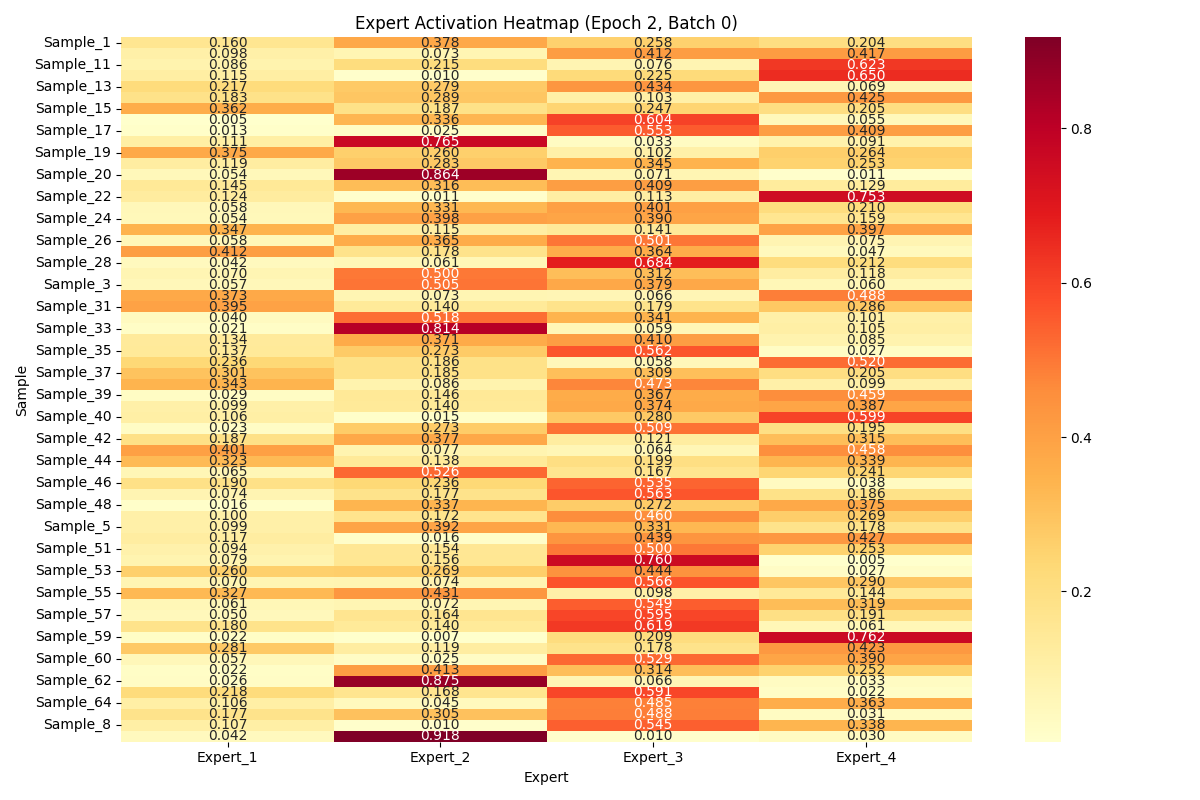 Expert Activation Heatmap (Epoch 2, Batch 0)
Sample_1 0.160 0.378 0.258 0.204
0.098 0.073 0.412 0.417
Sample_11 0.086 0.215 0.076 0.623
0.115 0.010 0.225 0.650
Sample_13 0.217 0.279 0.434 0.069
0.183 0.289 0.103 0.425
Sample_15 0.362 0.187 0.247 0.205
0.005 0.336 0.604 0.055
Sample_17 0.013 0.025 0.553 0.409
0.111 0.765 0.033 0.091
Sample_19 0.375 0.260 0.102 0.264
0.119 0.283 0.345 0.253
Sample_20 0.054 0.864 0.071 0.011
0.145 0.316 0.409 0.129
Sample_22 0.124 0.011 0.113 0.753
0.058 0.331 0.401 0.210
Sample_24 0.054 0.398 0.390 0.159
0.347 0.115 0.141 0.397
Sample_26 0.058 0.365 0.501 0.075
0.412 0.178 0.364 0.047
Sample_28 0.042 0.061 0.684 0.212
0.070 0.500 0.312 0.118
Sample_3 0.057 0.505 0.379 0.060
0.373 0.073 0.066 0.488
Sample_31 0.395 0.140 0.179 0.286
0.040 0.518 0.341 0.101
Sample_33 0.021 0.814 0.059 0.105
0.134 0.371 0.410 0.085
Sample_35 0.137 0.273 0.562 0.027
0.236 0.186 0.058 0.520
Sample_37 0.301 0.185 0.309 0.205
0.343 0.086 0.473 0.099
Sample_39 0.029 0.146 0.367 0.459
0.099 0.140 0.374 0.387
Sample_40 0.106 0.015 0.280 0.599
0.023 0.273 0.509 0.195
Sample_42 0.187 0.377 0.121 0.315
0.401 0.077 0.064 0.458
Sample_44 0.323 0.138 0.199 0.339
0.065 0.526 0.167 0.241
Sample_46 0.190 0.236 0.535 0.038
0.074 0.177 0.563 0.186
Sample_48 0.016 0.337 0.272 0.375
0.100 0.172 0.460 0.269
Sample_5 0.099 0.392 0.331 0.178
0.117 0.016 0.439 0.427
Sample_51 0.094 0.154 0.500 0.253
0.079 0.156 0.760 0.005
Sample_53 0.260 0.269 0.444 0.027
0.070 0.074 0.566 0.290
Sample_55 0.327 0.431 0.098 0.144
0.061 0.072 0.549 0.319
Sample_57 0.050 0.164 0.595 0.191
0.180 0.140 0.619 0.061
Sample_59 0.022 0.007 0.209 0.762
0.281 0.119 0.178 0.423
Sample_60 0.057 0.025 0.529 0.390
0.022 0.413 0.314 0.252
Sample_62 0.026 0.875 0.066 0.033
0.218 0.168 0.591 0.022
Sample_64 0.106 0.045 0.485 0.363
0.177 0.305 0.488 0.031
Sample_8 0.107 0.010 0.545 0.338
0.042 0.918 0.010 0.030
Expert_1 Expert_2 Expert_3 Expert_4
Expert
Sample
0.8
0.6
0.4
0.2